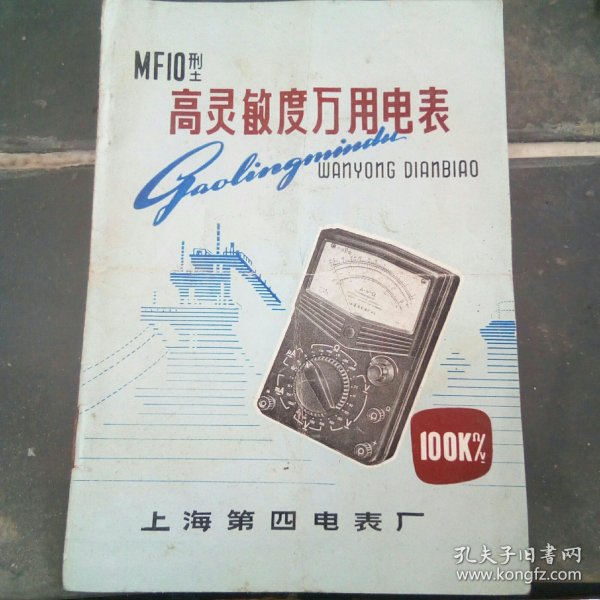 MF10型
高灵敏度万用电表
Gaolingmindu
WANYONG DIANBIAO
100KΩ/V
上海第四电表厂
孔夫子旧书网
www.kongfz.com